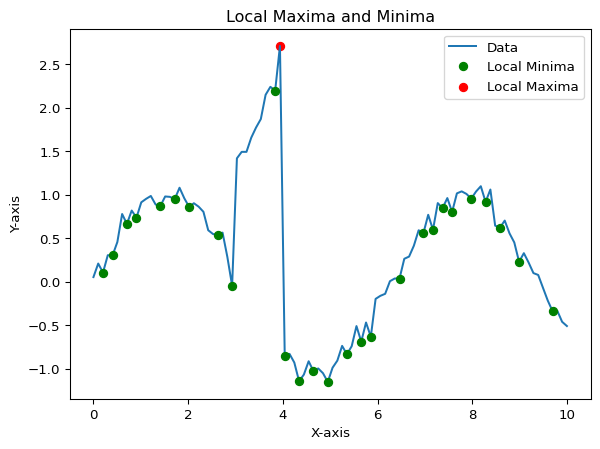 Local Maxima and Minima
Data
Local Minima
Local Maxima
Y-axis
2.5
2.0
1.5
1.0
0.5
0.0
−0.5
−1.0
0 2 4 6 8 10
X-axis